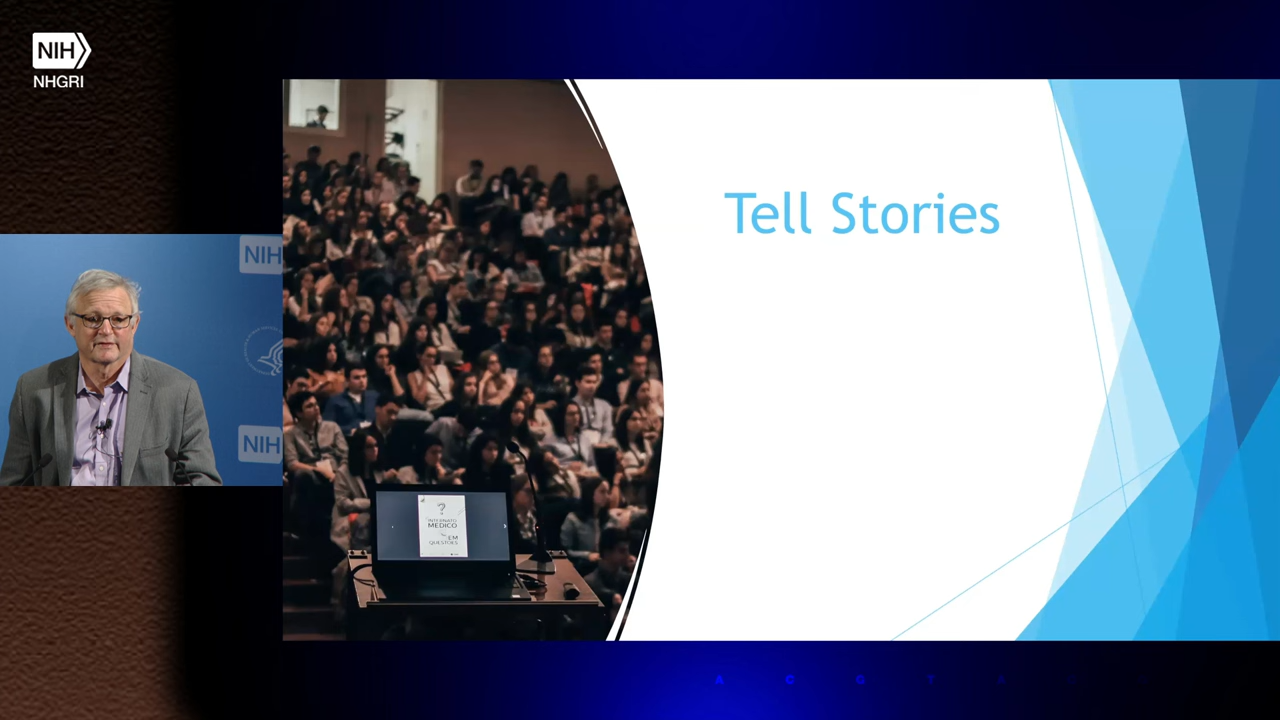 NIH
NHGRI
Tell Stories
NIH
NIH
?
INTERNATO
MEDICO
EM
QUESTÕES
A C G T